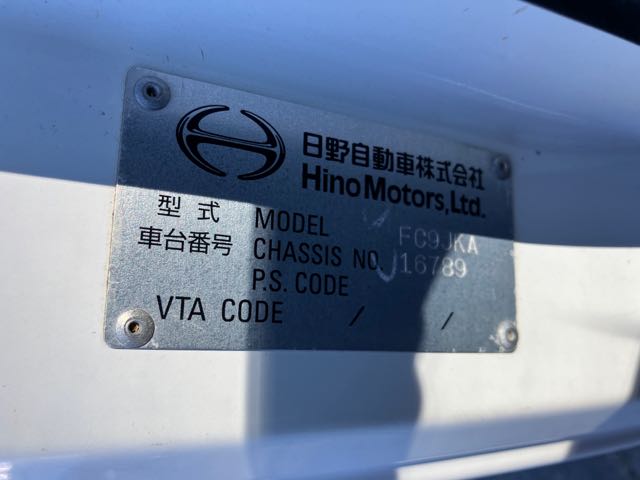 日野自動車株式会社
Hino Motors, Ltd.
型式 MODEL FC9JKA
車台番号 CHASSIS NO. 16789
P.S. CODE
VTA CODE / /